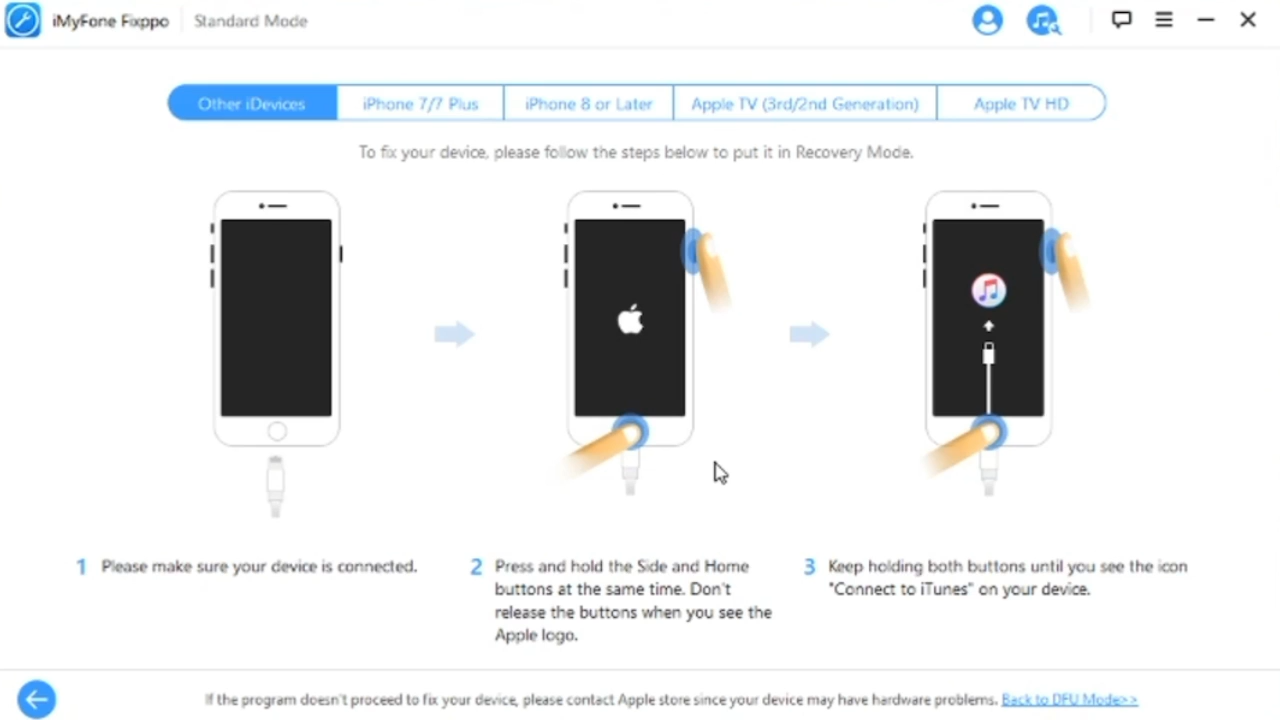 iMyFone Fixppo Standard Mode
Other iDevices iPhone 7/7 Plus iPhone 8 or Later Apple TV (3rd/2nd Generation) Apple TV HD
To fix your device, please follow the steps below to put it in Recovery Mode.
1 Please make sure your device is connected.
2 Press and hold the Side and Home
buttons at the same time. Don't
release the buttons when you see the
Apple logo.
3 Keep holding both buttons until you see the icon
"Connect to iTunes" on your device.
If the program doesn't proceed to fix your device, please contact Apple store since your device may have hardware problems. Back to DFU Mode>>